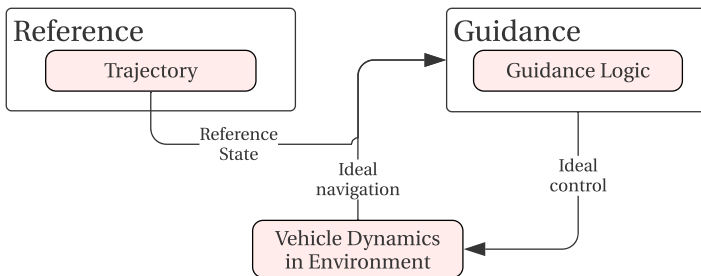 Reference
Trajectory
Guidance
Guidance Logic
Reference
State
Ideal
navigation
Ideal
control
Vehicle Dynamics
in Environment